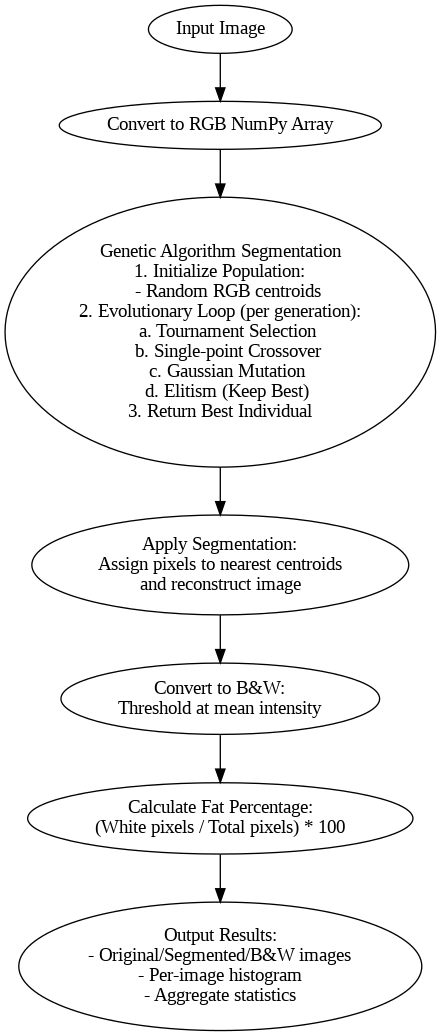 Input Image
Convert to RGB NumPy Array
Genetic Algorithm Segmentation
1. Initialize Population:
- Random RGB centroids
2. Evolutionary Loop (per generation):
a. Tournament Selection
b. Single-point Crossover
c. Gaussian Mutation
d. Elitism (Keep Best)
3. Return Best Individual
Apply Segmentation:
Assign pixels to nearest centroids
and reconstruct image
Convert to B&W:
Threshold at mean intensity
Calculate Fat Percentage:
(White pixels / Total pixels) * 100
Output Results:
- Original/Segmented/B&W images
- Per-image histogram
- Aggregate statistics